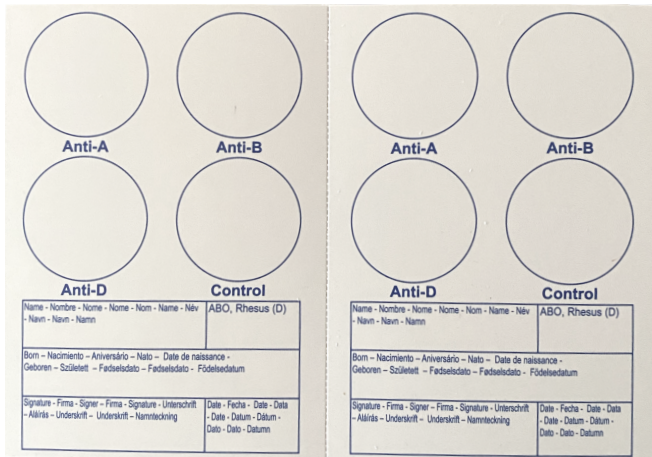 Anti-A Anti-B
Anti-D Control
Name - Nombre - Nome - Nome - Nom - Name - Név
- Navn - Navn - Namn
ABO, Rhesus (D)
Born – Nacimiento – Aniversário – Nato – Date de naissance -
Geboren – Született – Fødselsdato – Fødselsdato - Födelsedatum
Signature - Firma - Signer – Firma - Signature - Unterschrift
- Aláírás – Underskrift – Underskrift – Namnteckning
Date - Fecha - Date - Data
- Date - Datum - Dátum -
Dato - Dato - Datumn
Anti-A Anti-B
Anti-D Control
Name - Nombre - Nome - Nome - Nom - Name - Név
- Navn - Navn - Namn
ABO, Rhesus (D)
Born – Nacimiento – Aniversário – Nato – Date de naissance -
Geboren – Született – Fødselsdato – Fødselsdato - Födelsedatum
Signature - Firma - Signer – Firma - Signature - Unterschrift
- Aláírás – Underskrift – Underskrift – Namnteckning
Date - Fecha - Date - Data
- Date - Datum - Dátum -
Dato - Dato - Datumn